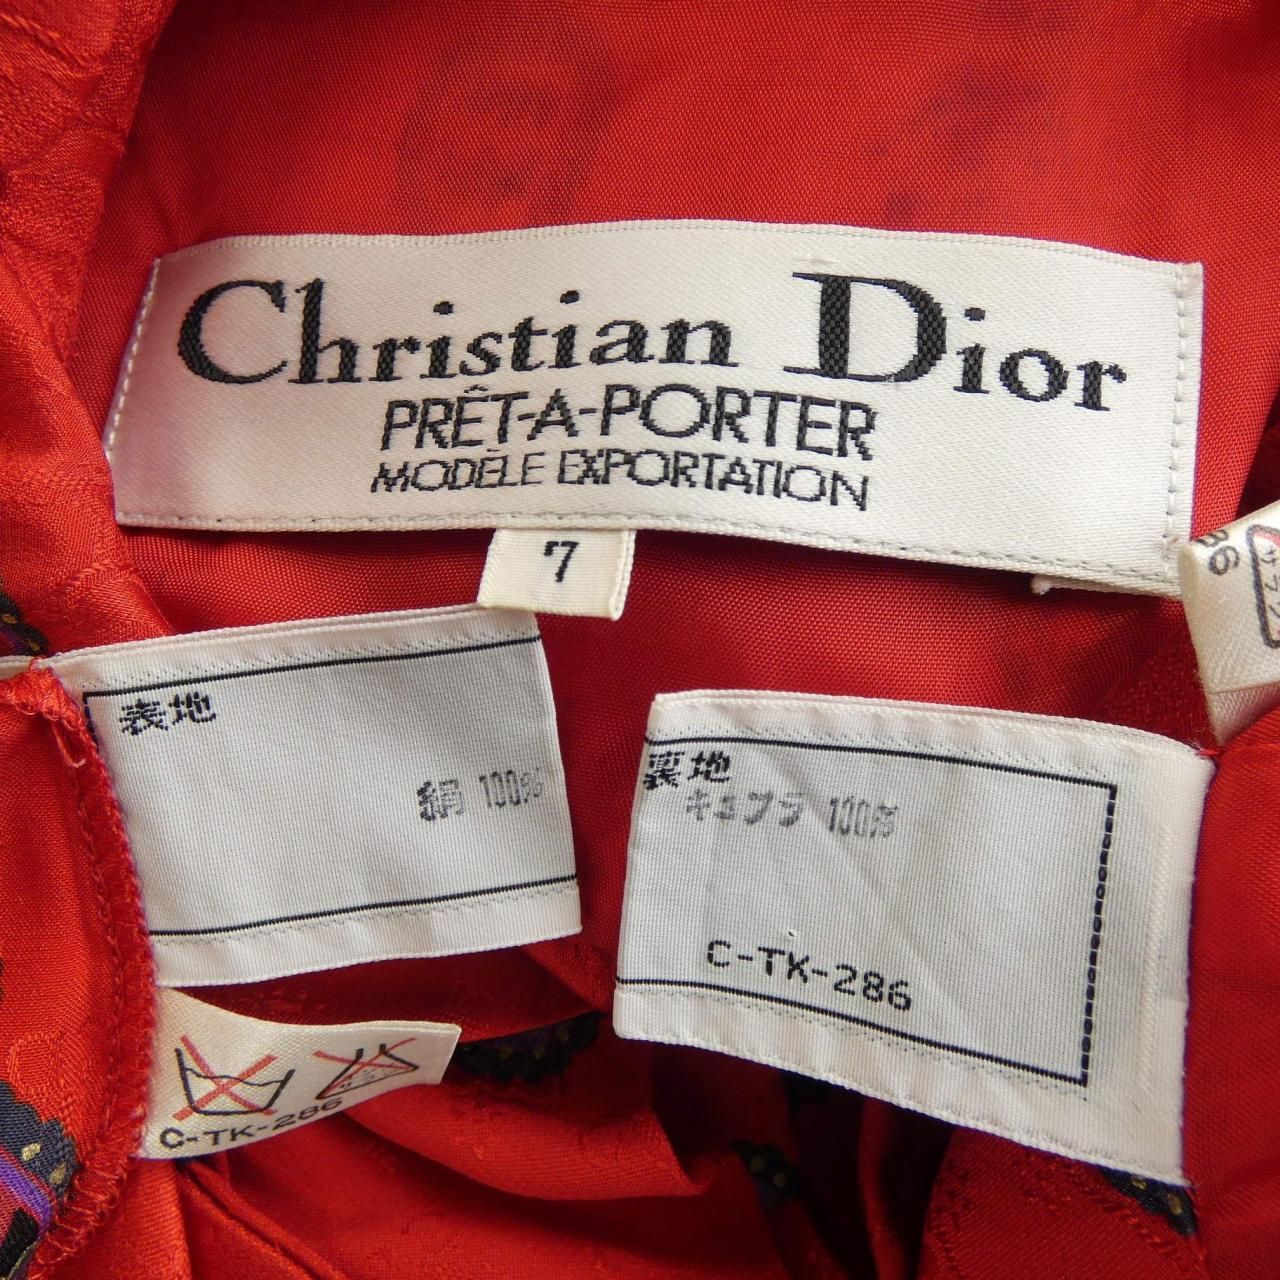 Christian Dior
PRÊT-A-PORTER
MODÈLE EXPORTATION
7
86
表地
絹 100%
裏地
キュプラ 100%
C-TK-286
C-TK-286